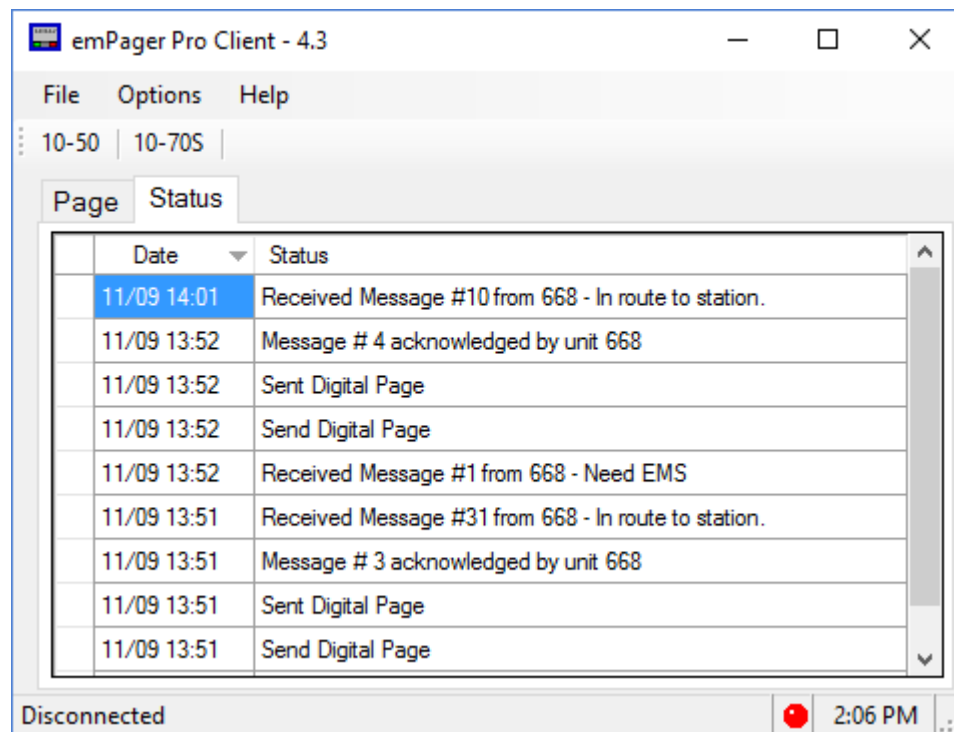 emPager Pro Client - 4.3
File Options Help
10-50 10-70S
Page Status
Date Status
11/09 14:01 Received Message #10 from 668 - In route to station.
11/09 13:52 Message # 4 acknowledged by unit 668
11/09 13:52 Sent Digital Page
11/09 13:52 Send Digital Page
11/09 13:52 Received Message #1 from 668 - Need EMS
11/09 13:51 Received Message #31 from 668 - In route to station.
11/09 13:51 Message # 3 acknowledged by unit 668
11/09 13:51 Sent Digital Page
11/09 13:51 Send Digital Page
Disconnected 2:06 PM